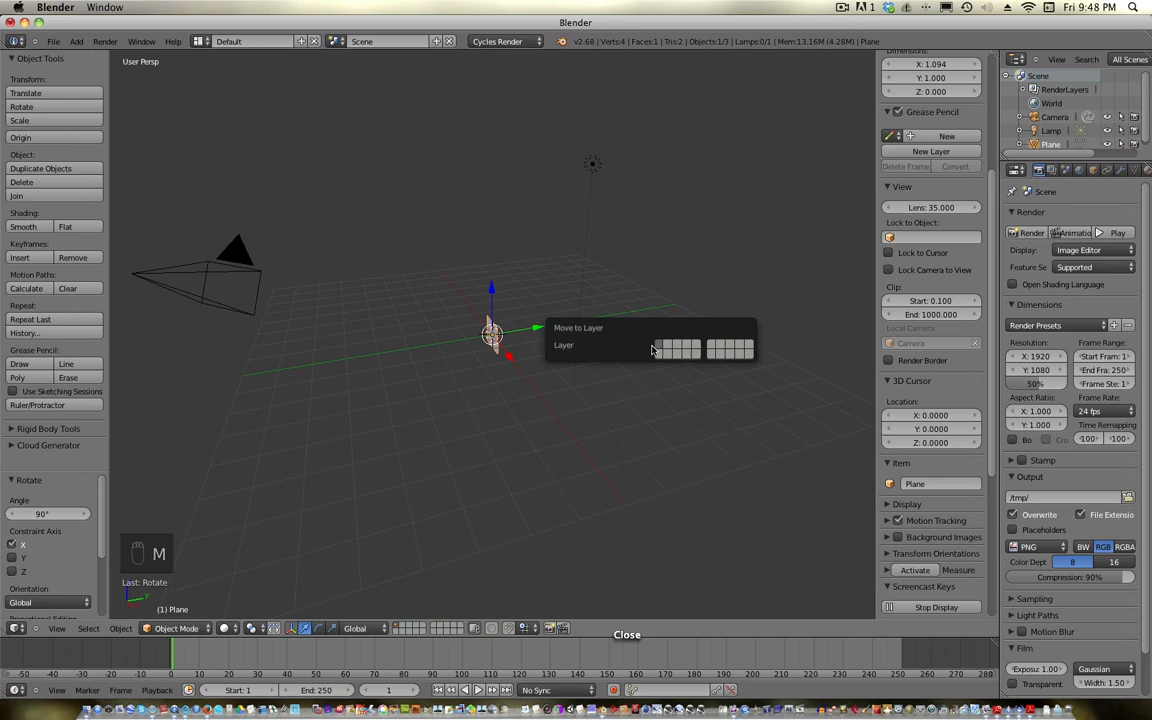 Blender Window
A 1 Fri 9:48 PM
Blender
File Add Render Window Help
Default
Scene
Cycles Render
v2.68 | Verts:4 | Faces:1 | Tris:2 | Objects:1/3 | Lamps:0/1 | Mem:13.16M (4.28M) | Plane
View Search All Scenes
Object Tools
Transform:
Translate
Rotate
Scale
Origin
Object:
Duplicate Objects
Delete
Join
Shading:
Smooth Flat
Keyframes:
Insert Remove
Motion Paths:
Calculate Clear
Repeat:
Repeat Last
History...
Grease Pencil:
Draw Line
Poly Erase
Use Sketching Sessions
Ruler/Protractor
Rigid Body Tools
Cloud Generator
Rotate
Angle
90°
Constraint Axis
X
Y
Z
Orientation
Global
User Persp
Move to Layer
Layer
M
Last: Rotate
y
(1) Plane
Dimensions:
X: 1.094
Y: 1.000
Z: 0.000
Grease Pencil
New
New Layer
Delete Frame Convert
View
Lens: 35.000
Lock to Object:
Lock to Cursor
Lock Camera to View
Clip:
Start: 0.100
End: 1000.000
Local Camera:
Camera
Render Border
3D Cursor
Location:
X: 0.0000
Y: 0.0000
Z: 0.0000
Item
Plane
Display
Motion Tracking
Background Images
Transform Orientations
Activate Measure
Screencast Keys
Stop Display
Scene
RenderLayers
World
Camera
Lamp
Plane
Scene
Render
Render Animatio Play
Display: Image Editor
Feature Se Supported
Open Shading Language
Dimensions
Render Presets
Resolution: Frame Range:
X: 1920 Start Fram: 1
Y: 1080 End Fra: 250
50% Frame Ste: 1
Aspect Ratio: Frame Rate:
X: 1.000 24 fps
Y: 1.000 Time Remapping
Bo Cro 100 100
Stamp
Output
/tmp/
Overwrite File Extensio
Placeholders
PNG BW RGB RGBA
Color Dept 8 16
Compression: 90%
Sampling
Light Paths
Motion Blur
Film
Exposu: 1.00 Gaussian
Transparent Width: 1.50
View Select Object Object Mode Global
Close
-50 -40 -30 -20 -10 0 10 20 30 40 50 60 70 80 90 100 110 120 130 140 150 160 170 180 190 200 210 220 230 240 250 260 270 280
View Marker Frame Playback Start: 1 End: 250 1 No Sync